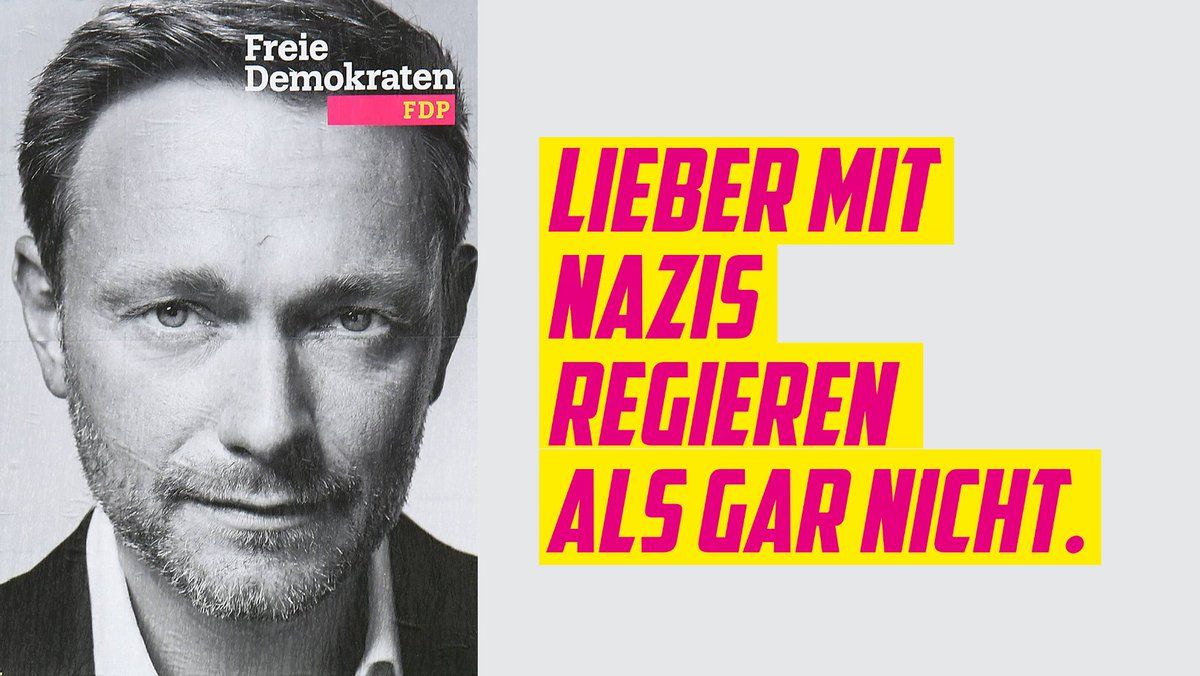 Freie
Demokraten
FDP
LIEBER MIT
NAZIS
REGIEREN
ALS GAR NICHT.